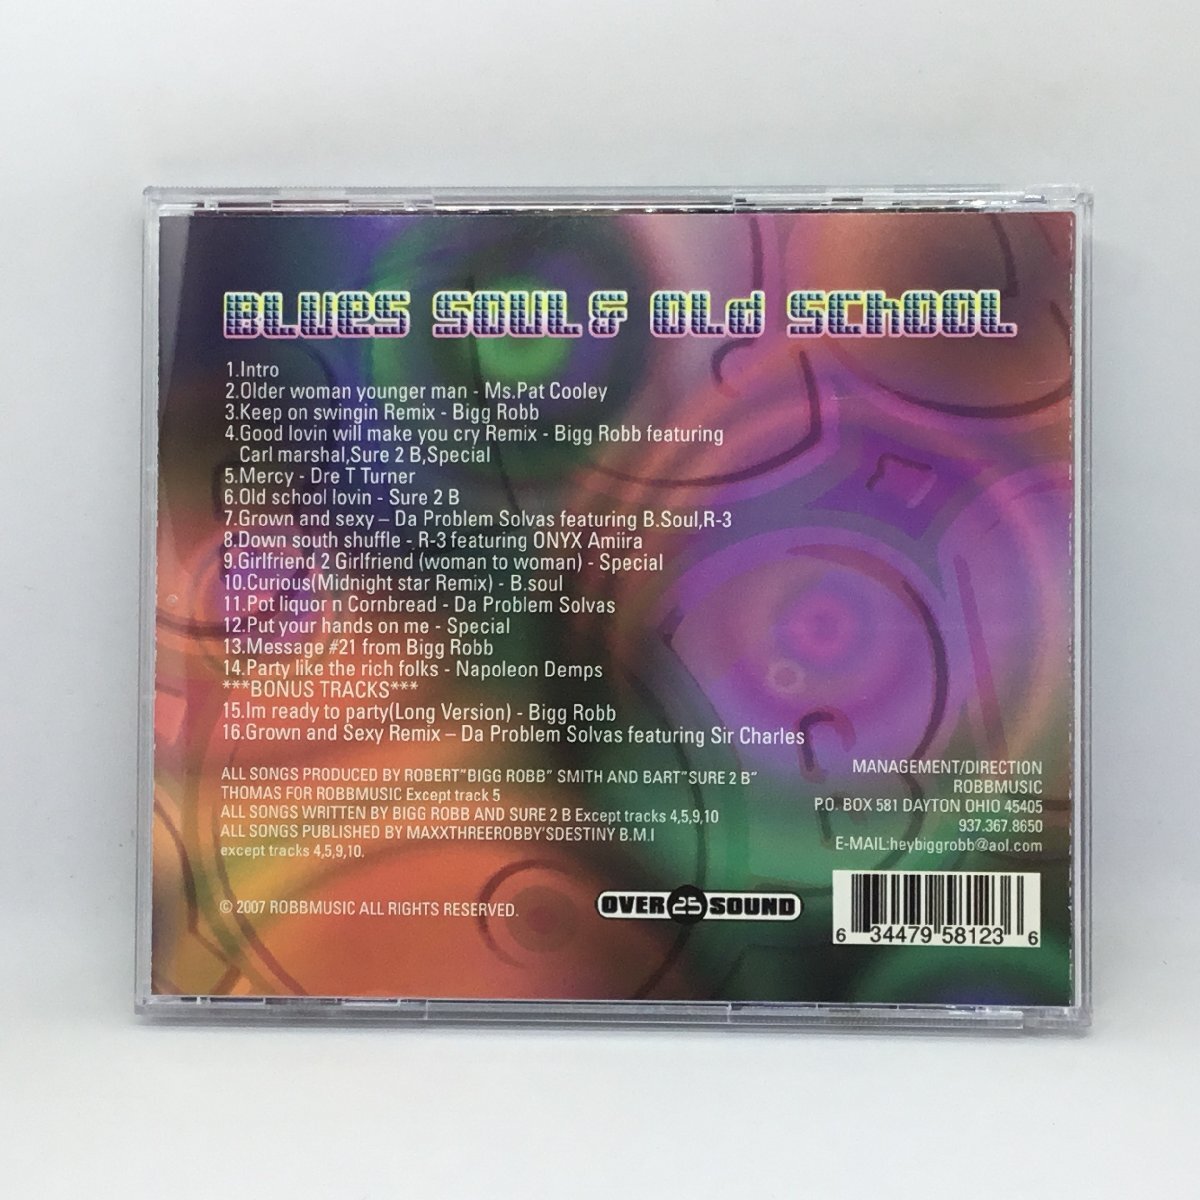 BLUES SOUL & OLd SChOOL
1.Intro
2.Older woman younger man - Ms.Pat Cooley
3.Keep on swingin Remix - Bigg Robb
4.Good lovin will make you cry Remix - Bigg Robb featuring
Carl marshal,Sure 2 B,Special
5.Mercy - Dre T Turner
6.Old school lovin - Sure 2 B
7.Grown and sexy – Da Problem Solvas featuring B.Soul,R-3
8.Down south shuffle - R-3 featuring ONYX Amiira
9.Girlfriend 2 Girlfriend (woman to woman) - Special
10.Curious(Midnight star Remix) - B.soul
11.Pot liquor n Cornbread - Da Problem Solvas
12.Put your hands on me - Special
13.Message #21 from Bigg Robb
14.Party like the rich folks - Napoleon Demps
***BONUS TRACKS***
15.Im ready to party(Long Version) - Bigg Robb
16.Grown and Sexy Remix – Da Problem Solvas featuring Sir Charles
ALL SONGS PRODUCED BY ROBERT"BIGG ROBB" SMITH AND BART"SURE 2 B"
THOMAS FOR ROBBMUSIC Except track 5
ALL SONGS WRITTEN BY BIGG ROBB AND SURE 2 B Except tracks 4,5,9,10
ALL SONGS PUBLISHED BY MAXXTHREEROBBY'SDESTINY B.M.I
except tracks 4,5,9,10.
MANAGEMENT/DIRECTION
ROBBMUSIC
P.O. BOX 581 DAYTON OHIO 45405
937.367.8650
E-MAIL:heybiggrobb@aol.com
© 2007 ROBBMUSIC ALL RIGHTS RESERVED.
OVER 25 SOUND
6 34479 58123 6